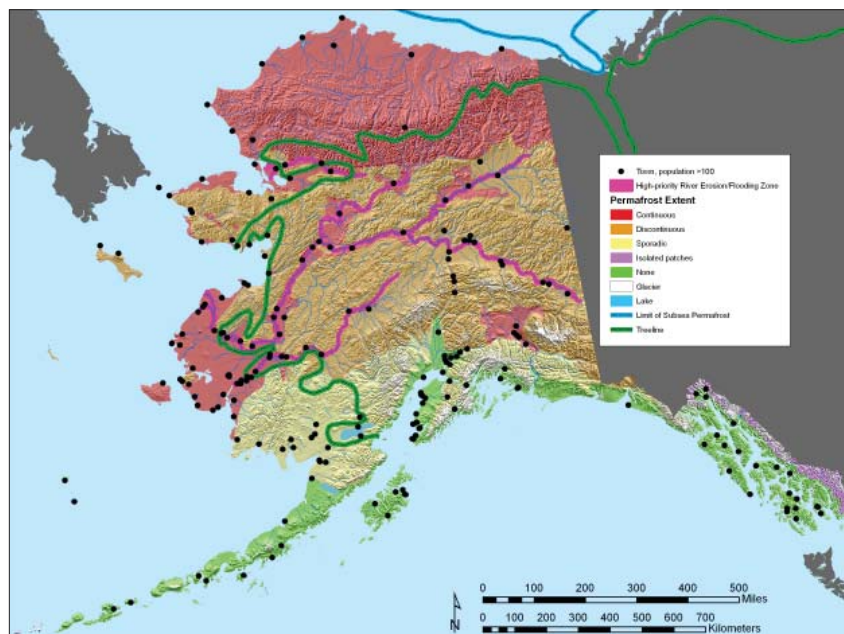 Town, population >100
High-priority River Erosion/Flooding Zone
Permafrost Extent
Continuous
Discontinuous
Sporadic
Isolated patches
None
Glacier
Lake
Limit of Subsea Permafrost
Treeline
N
0 100 200 300 400 500
Miles
0 100 200 300 400 500 600 700
Kilometers